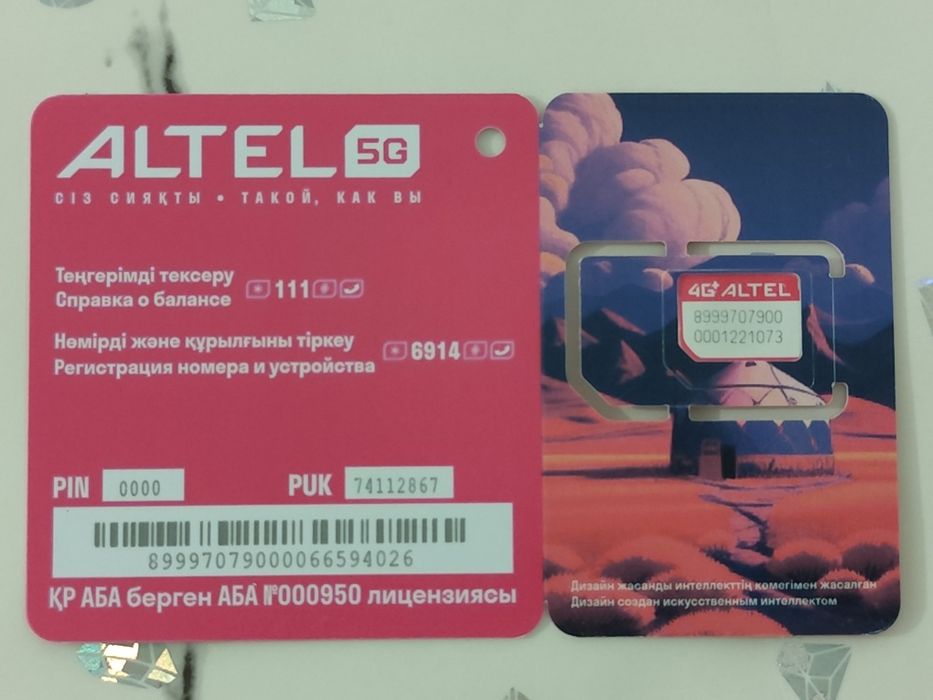 ALTEL 5G
СІЗ СИЯҚТЫ • ТАКОЙ, КАК ВЫ
Теңгерімді тексеру
Справка о балансе
* 111 #
Нөмірді және құрылғыны тіркеу
Регистрация номера и устройства
* 6914 #
PIN 0000
PUK 74112867
89997079000066594026
ҚР АБА берген АБА №000950 лицензиясы
4G+ ALTEL
8999707900
0001221073
Дизайн жасанды интеллекттің көмегімен жасалған
Дизайн создан искусственным интеллектом